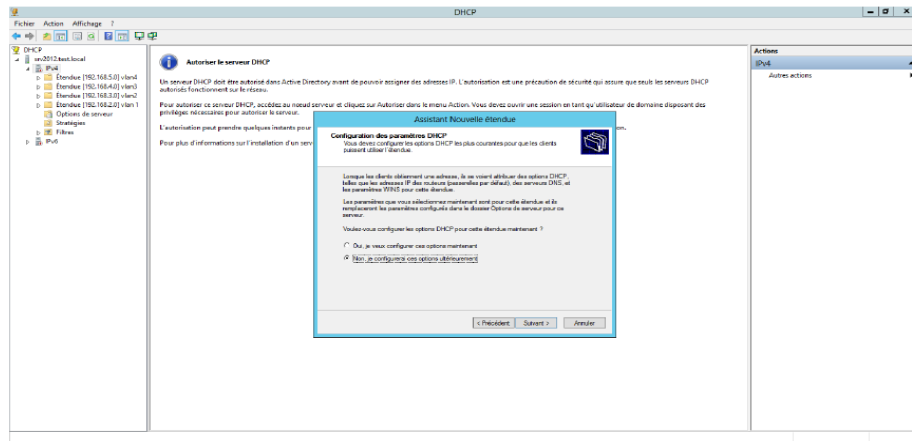 DHCP
Fichier Action Affichage ?
DHCP
srv2012.test.local
IPv4
Étendue [192.168.5.0] vlan4
Étendue [192.168.4.0] vlan3
Étendue [192.168.3.0] vlan2
Étendue [192.168.2.0] vlan 1
Options de serveur
Stratégies
Filtres
IPv6
Autoriser le serveur DHCP
Un serveur DHCP doit être autorisé dans Active Directory avant de pouvoir assigner des adresses IP. L'autorisation est une précaution de sécurité qui assure que seuls les serveurs DHCP
autorisés fonctionnent sur le réseau.
Pour autoriser ce serveur DHCP, accédez au noeud serveur et cliquez sur Autoriser dans le menu Action. Vous devez ouvrir une session en tant qu'utilisateur de domaine disposant des
privilèges nécessaires pour autoriser le serveur.
L'autorisation peut prendre quelques instants pour
Pour plus d'informations sur l'installation d'un serv
Assistant Nouvelle étendue
Configuration des paramètres DHCP
Vous devez configurer les options DHCP les plus courantes pour que les clients
puissent utiliser l'étendue.
Lorsque les clients obtiennent une adresse, ils se voient attribuer des options DHCP,
telles que les adresses IP des routeurs (passerelles par défaut), des serveurs DNS, et
les paramètres WINS pour cette étendue.
Les paramètres que vous sélectionnez maintenant sont pour cette étendue et ils
remplaceront les paramètres configurés dans le dossier Options de serveur pour ce
serveur.
Voulez-vous configurer les options DHCP pour cette étendue maintenant ?
Oui, je veux configurer ces options maintenant
Non, je configurerai ces options ultérieurement
< Précédent Suivant > Annuler
Actions
IPv4
Autres actions